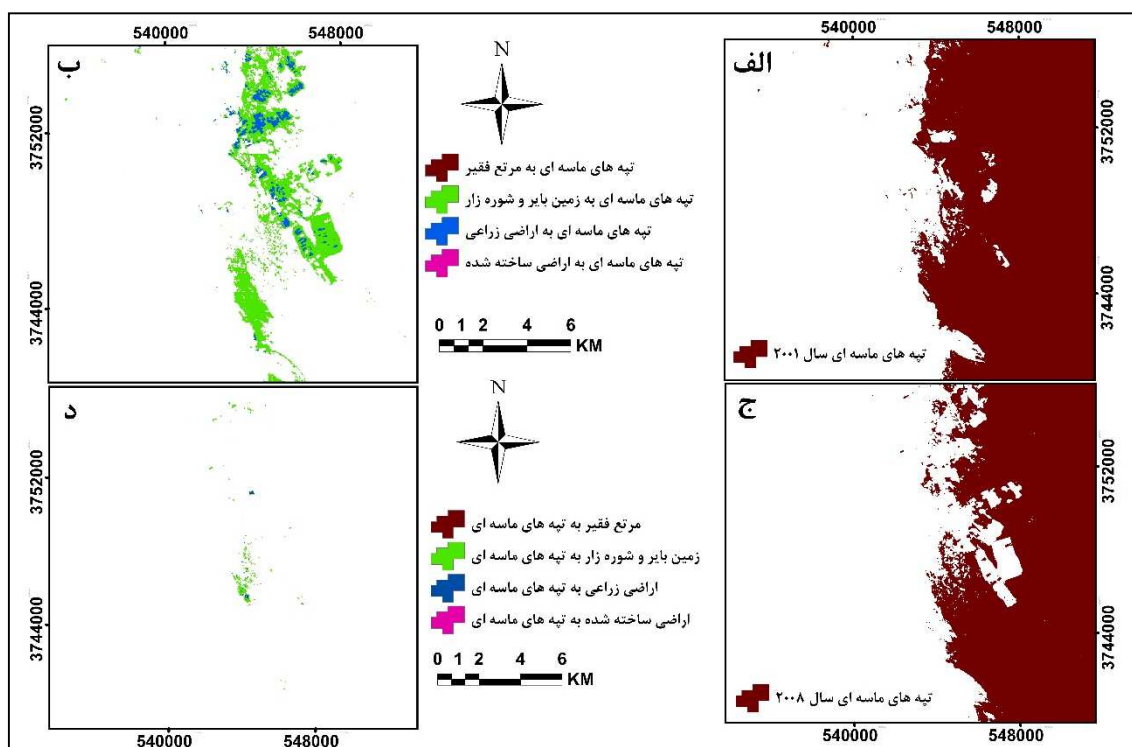 540000 548000
الف
3752000
3744000
تپه های ماسه ای سال ۲۰۰۱
540000 548000
ب
3752000
3744000
N
تپه های ماسه ای به مرتع فقیر
تپه های ماسه ای به زمین بایر و شوره زار
تپه های ماسه ای به اراضی زراعی
تپه های ماسه ای به اراضی ساخته شده
0 1 2 4 6
KM
ج
3752000
3744000
تپه های ماسه ای سال ۲۰۰۸
540000 548000
د
3752000
3744000
540000 548000
N
مرتع فقیر به تپه های ماسه ای
زمین بایر و شوره زار به تپه های ماسه ای
اراضی زراعی به تپه های ماسه ای
اراضی ساخته شده به تپه های ماسه ای
0 1 2 4 6
KM